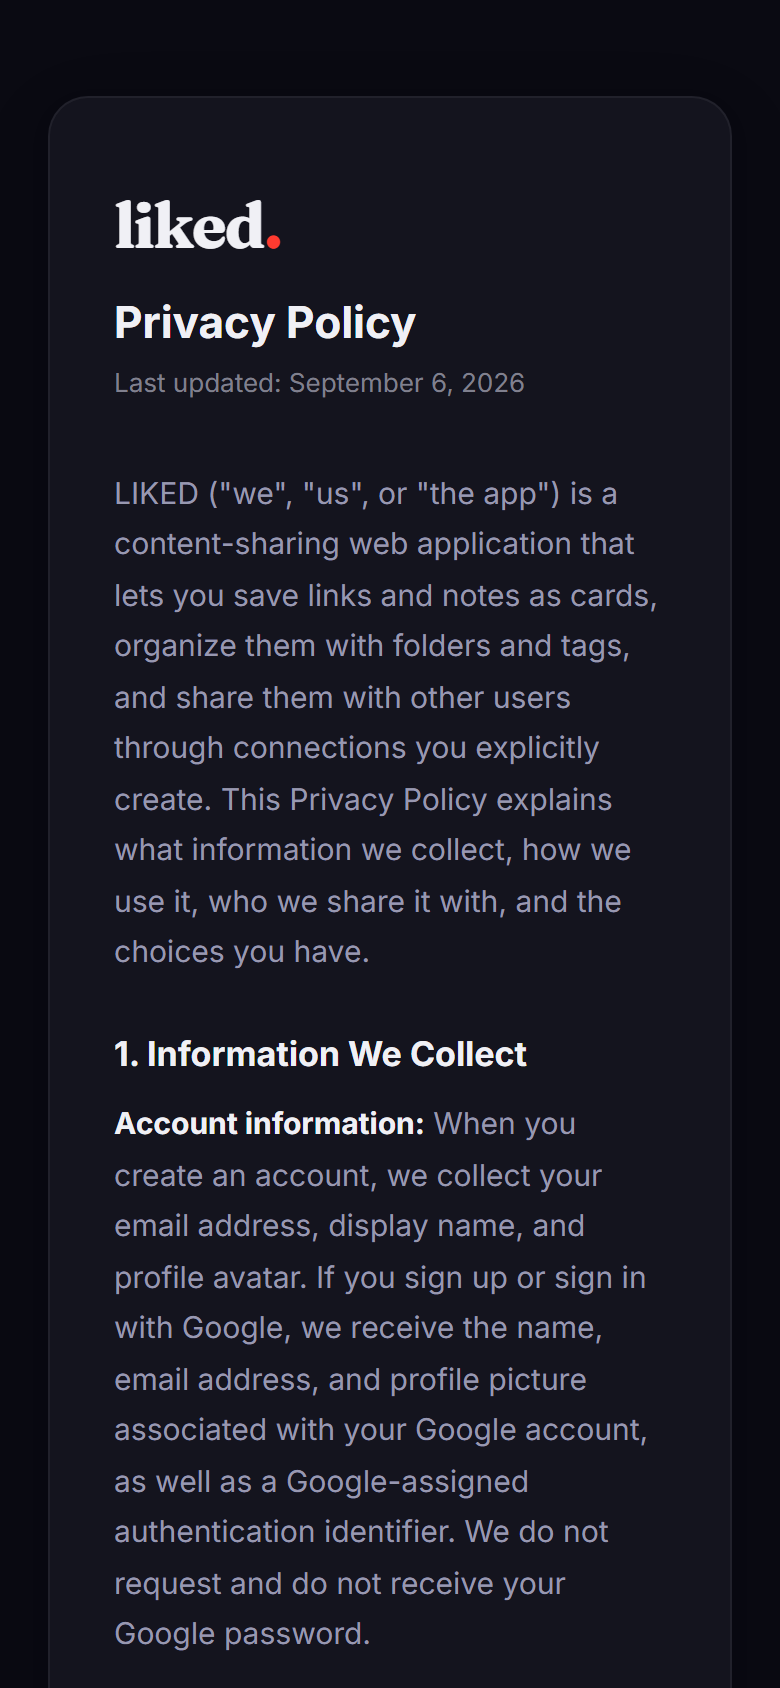 liked.
Privacy Policy
Last updated: September 6, 2026
LIKED ("we", "us", or "the app") is a
content-sharing web application that
lets you save links and notes as cards,
organize them with folders and tags,
and share them with other users
through connections you explicitly
create. This Privacy Policy explains
what information we collect, how we
use it, who we share it with, and the
choices you have.
1. Information We Collect
Account information: When you
create an account, we collect your
email address, display name, and
profile avatar. If you sign up or sign in
with Google, we receive the name,
email address, and profile picture
associated with your Google account,
as well as a Google-assigned
authentication identifier. We do not
request and do not receive your
Google password.